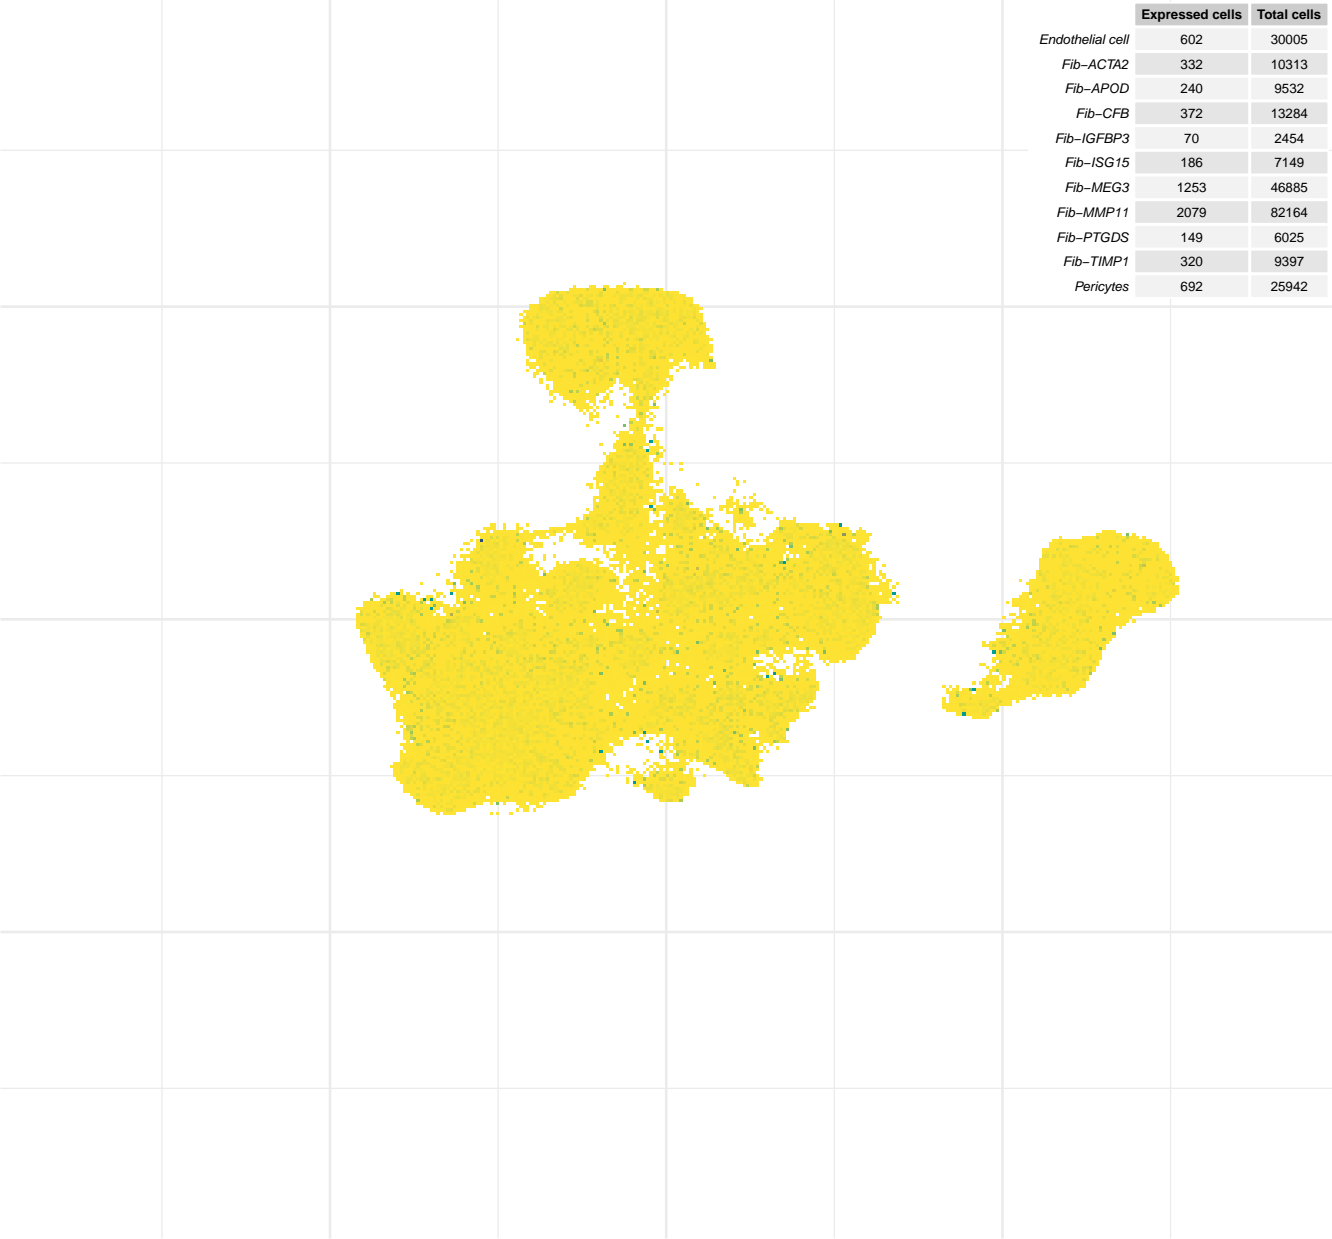 Expressed cells Total cells
Endothelial cell 602 30005
Fib−ACTA2 332 10313
Fib−APOD 240 9532
Fib−CFB 372 13284
Fib−IGFBP3 70 2454
Fib−ISG15 186 7149
Fib−MEG3 1253 46885
Fib−MMP11 2079 82164
Fib−PTGDS 149 6025
Fib−TIMP1 320 9397
Pericytes 692 25942